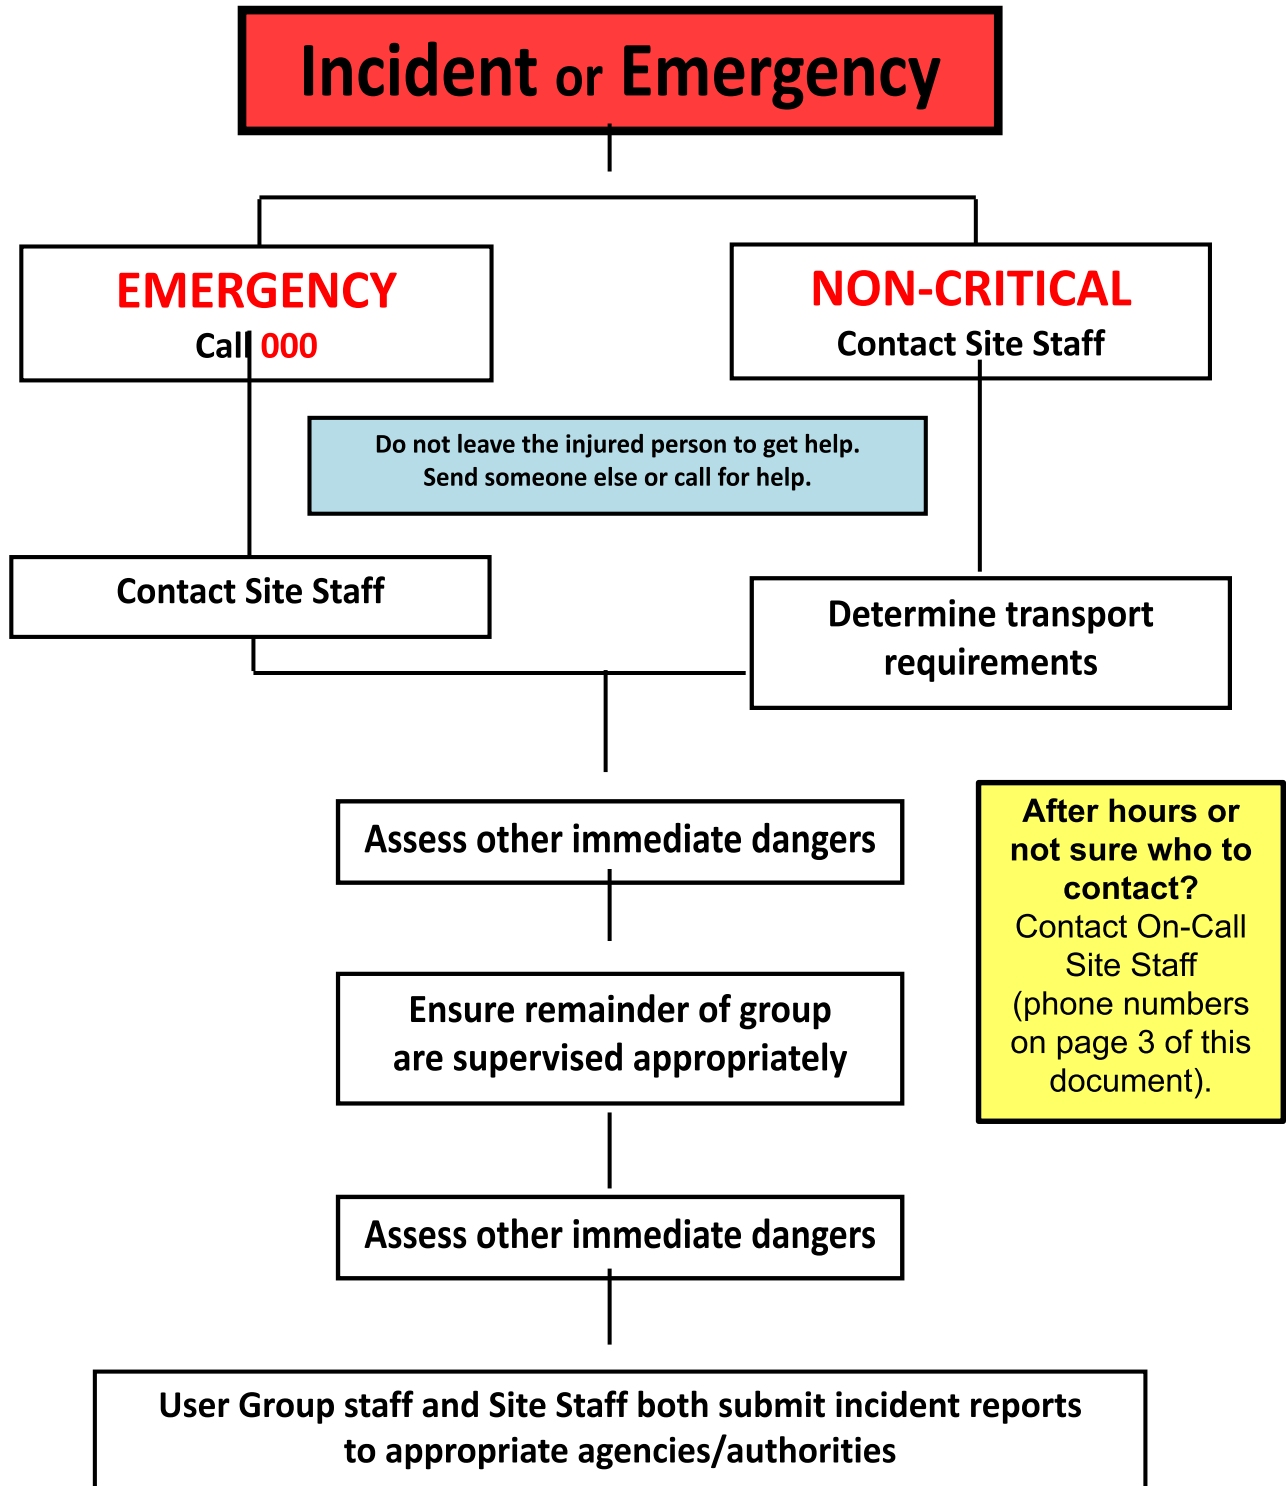 Incident or Emergency
EMERGENCY
Call 000
NON-CRITICAL
Contact Site Staff
Do not leave the injured person to get help.
Send someone else or call for help.
Contact Site Staff
Determine transport
requirements
Assess other immediate dangers
After hours or
not sure who to
contact?
Contact On-Call
Site Staff
(phone numbers
on page 3 of this
document).
Ensure remainder of group
are supervised appropriately
Assess other immediate dangers
User Group staff and Site Staff both submit incident reports
to appropriate agencies/authorities